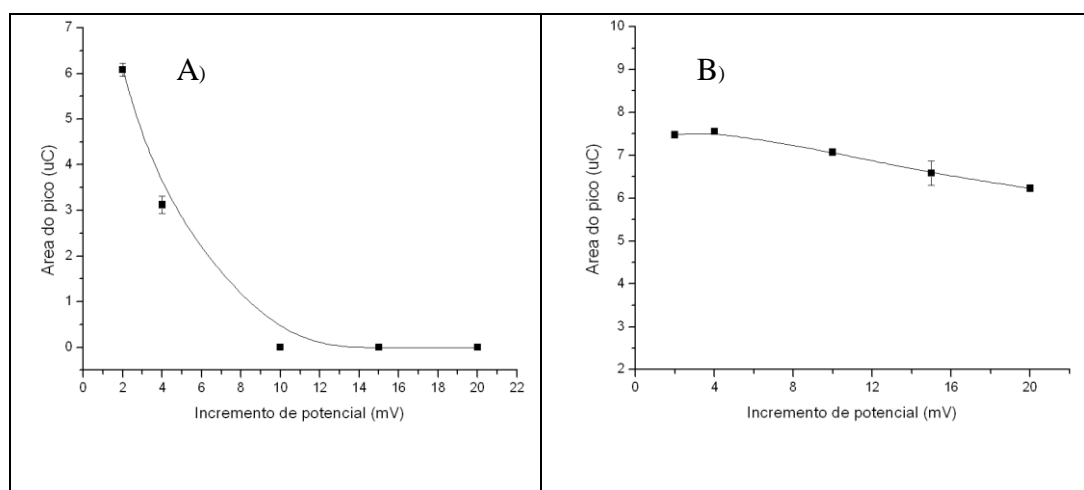 A)
Area do pico (uC)
7
6
5
4
3
2
1
0
0 2 4 6 8 10 12 14 16 18 20 22
Incremento de potencial (mV)
B)
Area do pico (uC)
10
9
8
7
6
5
4
3
2
0 4 8 12 16 20
Incremento de potencial (mV)